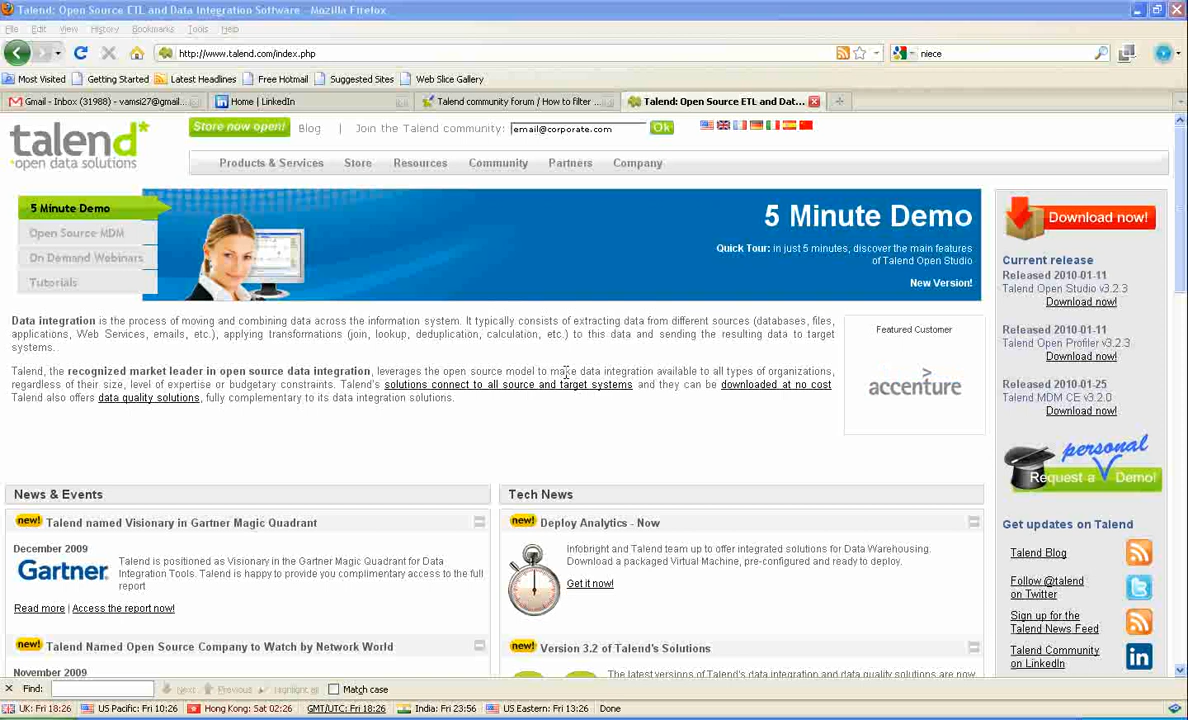 Talend: Open Source ETL and Data Integration Software - Mozilla Firefox
File Edit View History Bookmarks Tools Help
http://www.talend.com/index.php
niece
Most Visited Getting Started Latest Headlines Free Hotmail Suggested Sites Web Slice Gallery
Gmail - Inbox (31988) - vamsi27@gmail... Home | LinkedIn Talend community forum / How to filter ... Talend: Open Source ETL and Dat...
talend*
*open data solutions
Store now open! Blog | Join the Talend community: email@corporate.com Ok
Products & Services Store Resources Community Partners Company
5 Minute Demo
Open Source MDM
On Demand Webinars
Tutorials
5 Minute Demo
Quick Tour: in just 5 minutes, discover the main features
of Talend Open Studio
New Version!
Data integration is the process of moving and combining data across the information system. It typically consists of extracting data from different sources (databases, files,
applications, Web Services, emails, etc.), applying transformations (join, lookup, deduplication, calculation, etc.) to this data and sending the resulting data to target
systems.
Talend, the recognized market leader in open source data integration, leverages the open source model to make data integration available to all types of organizations,
regardless of their size, level of expertise or budgetary constraints. Talend's solutions connect to all source and target systems and they can be downloaded at no cost
Talend also offers data quality solutions, fully complementary to its data integration solutions.
Featured Customer
accenture
Download now!
Current release
Released 2010-01-11
Talend Open Studio v3.2.3
Download now!
Released 2010-01-11
Talend Open Profiler v3.2.3
Download now!
Released 2010-01-25
Talend MDM CE v3.2.0
Download now!
personal
Request a Demo!
Get updates on Talend
Talend Blog
Follow @talend
on Twitter
Sign up for the
Talend News Feed
Talend Community
on LinkedIn
in
News & Events
new! Talend named Visionary in Gartner Magic Quadrant
December 2009
Gartner.
Talend is positioned as Visionary in the Gartner Magic Quadrant for Data
Integration Tools. Talend is happy to provide you complimentary access to the full
report
Read more | Access the report now!
new! Talend Named Open Source Company to Watch by Network World
November 2009
Tech News
new! Deploy Analytics - Now
Infobright and Talend team up to offer integrated solutions for Data Warehousing.
Download a packaged Virtual Machine, pre-configured and ready to deploy.
Get it now!
new! Version 3.2 of Talend's Solutions
The latest versions of Talend's data integration and data quality solutions are now
Find: Next Previous Highlight all Match case
UK: Fri 18:26 US Pacific: Fri 10:26 Hong Kong: Sat 02:26 GMT/UTC: Fri 18:26 India: Fri 23:56 US Eastern: Fri 13:26 Done